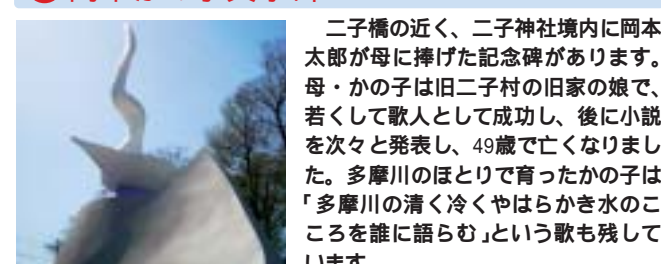 二子橋の近く、二子神社境内に岡本
太郎が母に捧げた記念碑があります。
母・かの子は旧二子村の旧家の娘で、
若くして歌人として成功し、後に小説
を次々と発表し、49歳で亡くなりまし
た。多摩川のほとりで育ったかの子は
「多摩川の清く冷くやはらかき水のこ
ころを誰に語らむ」という歌も残して
います。